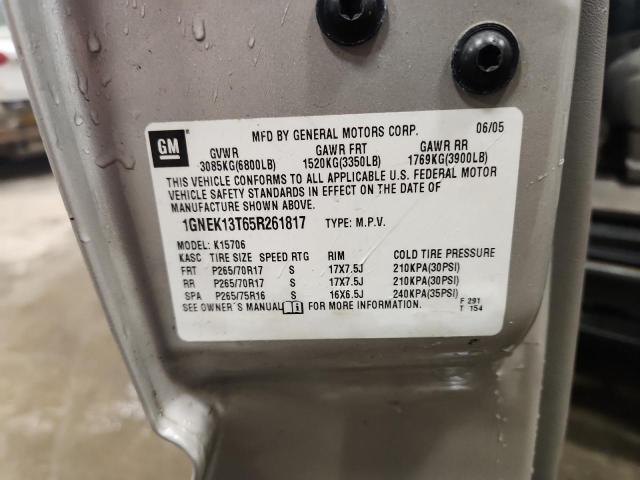 MFD BY GENERAL MOTORS CORP. 06/05
GM
GVWR GAWR FRT GAWR RR
3085KG(6800LB) 1520KG(3350LB) 1769KG(3900LB)
THIS VEHICLE CONFORMS TO ALL APPLICABLE U.S. FEDERAL MOTOR
VEHICLE SAFETY STANDARDS IN EFFECT ON THE DATE OF
MANUFACTURE SHOWN ABOVE.
1GNEK13T65R261817 TYPE: M.P.V.
MODEL: K15706
KASC TIRE SIZE SPEED RTG RIM COLD TIRE PRESSURE
FRT P265/70R17 S 17X7.5J 210KPA(30PSI)
RR P265/70R17 S 17X7.5J 210KPA(30PSI)
SPA P265/75R16 S 16X6.5J 240KPA(35PSI)
SEE OWNER'S MANUAL i FOR MORE INFORMATION.
F 291
T 154